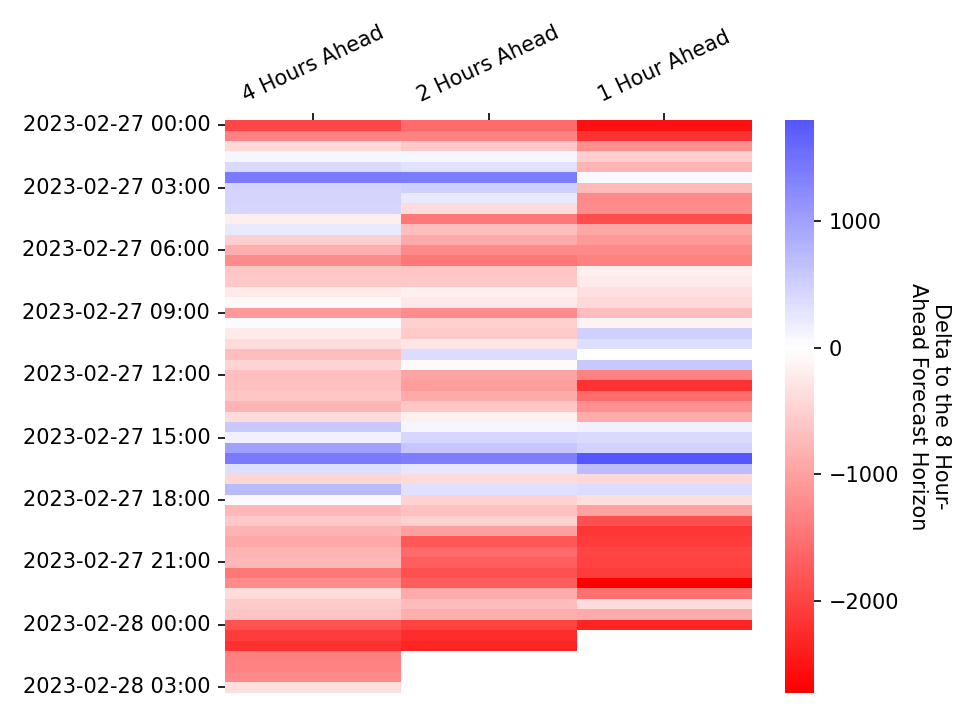 4 Hours Ahead
2 Hours Ahead
1 Hour Ahead
2023-02-27 00:00
2023-02-27 03:00
2023-02-27 06:00
2023-02-27 09:00
2023-02-27 12:00
2023-02-27 15:00
2023-02-27 18:00
2023-02-27 21:00
2023-02-28 00:00
2023-02-28 03:00
1000
0
−1000
−2000
Delta to the 8 Hour-
Ahead Forecast Horizon